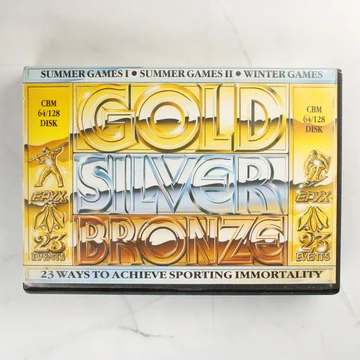 SUMMER GAMES I • SUMMER GAMES II • WINTER GAMES
CBM
64/128
DISK
GOLD
SILVER
BRONZE
CBM
64/128
DISK
EPYX
23
EVENTS
EPYX
23
EVENTS
23 WAYS TO ACHIEVE SPORTING IMMORTALITY